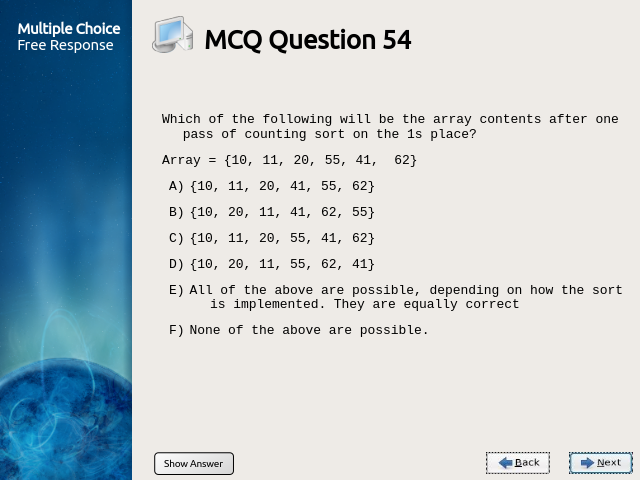 Multiple Choice
Free Response
MCQ Question 54
Which of the following will be the array contents after one
pass of counting sort on the 1s place?
Array = {10, 11, 20, 55, 41,  62}
A) {10, 11, 20, 41, 55, 62}
B) {10, 20, 11, 41, 62, 55}
C) {10, 11, 20, 55, 41, 62}
D) {10, 20, 11, 55, 62, 41}
E) All of the above are possible, depending on how the sort
is implemented. They are equally correct
F) None of the above are possible.
Show Answer
Back
Next